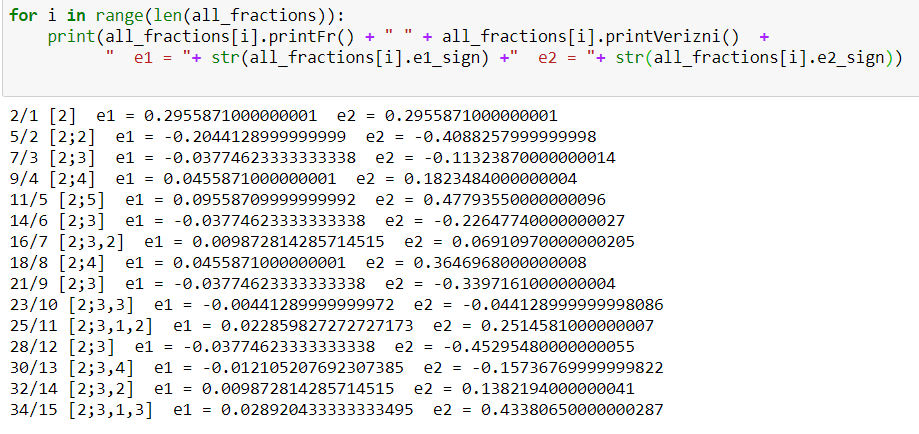 for i in range(len(all_fractions)):
    print(all_fractions[i].printFr() + " " + all_fractions[i].printVerizni()  +
          "  e1 = "+ str(all_fractions[i].e1_sign) +"  e2 = "+ str(all_fractions[i].e2_sign))
2/1 [2]  e1 = 0.2955871000000001  e2 = 0.2955871000000001
5/2 [2;2]  e1 = -0.2044128999999999  e2 = -0.4088257999999998
7/3 [2;3]  e1 = -0.03774623333333338  e2 = -0.11323870000000014
9/4 [2;4]  e1 = 0.0455871000000001  e2 = 0.1823484000000004
11/5 [2;5]  e1 = 0.09558709999999992  e2 = 0.47793550000000096
14/6 [2;3]  e1 = -0.03774623333333338  e2 = -0.22647740000000027
16/7 [2;3,2]  e1 = 0.009872814285714515  e2 = 0.06910970000000205
18/8 [2;4]  e1 = 0.0455871000000001  e2 = 0.3646968000000008
21/9 [2;3]  e1 = -0.03774623333333338  e2 = -0.3397161000000004
23/10 [2;3,3]  e1 = -0.00441289999999972  e2 = -0.044128999999998086
25/11 [2;3,1,2]  e1 = 0.022859827272727173  e2 = 0.2514581000000007
28/12 [2;3]  e1 = -0.03774623333333338  e2 = -0.45295480000000055
30/13 [2;3,4]  e1 = -0.012105207692307385  e2 = -0.15736769999999822
32/14 [2;3,2]  e1 = 0.009872814285714515  e2 = 0.1382194000000041
34/15 [2;3,1,3]  e1 = 0.028920433333333495  e2 = 0.43380650000000287